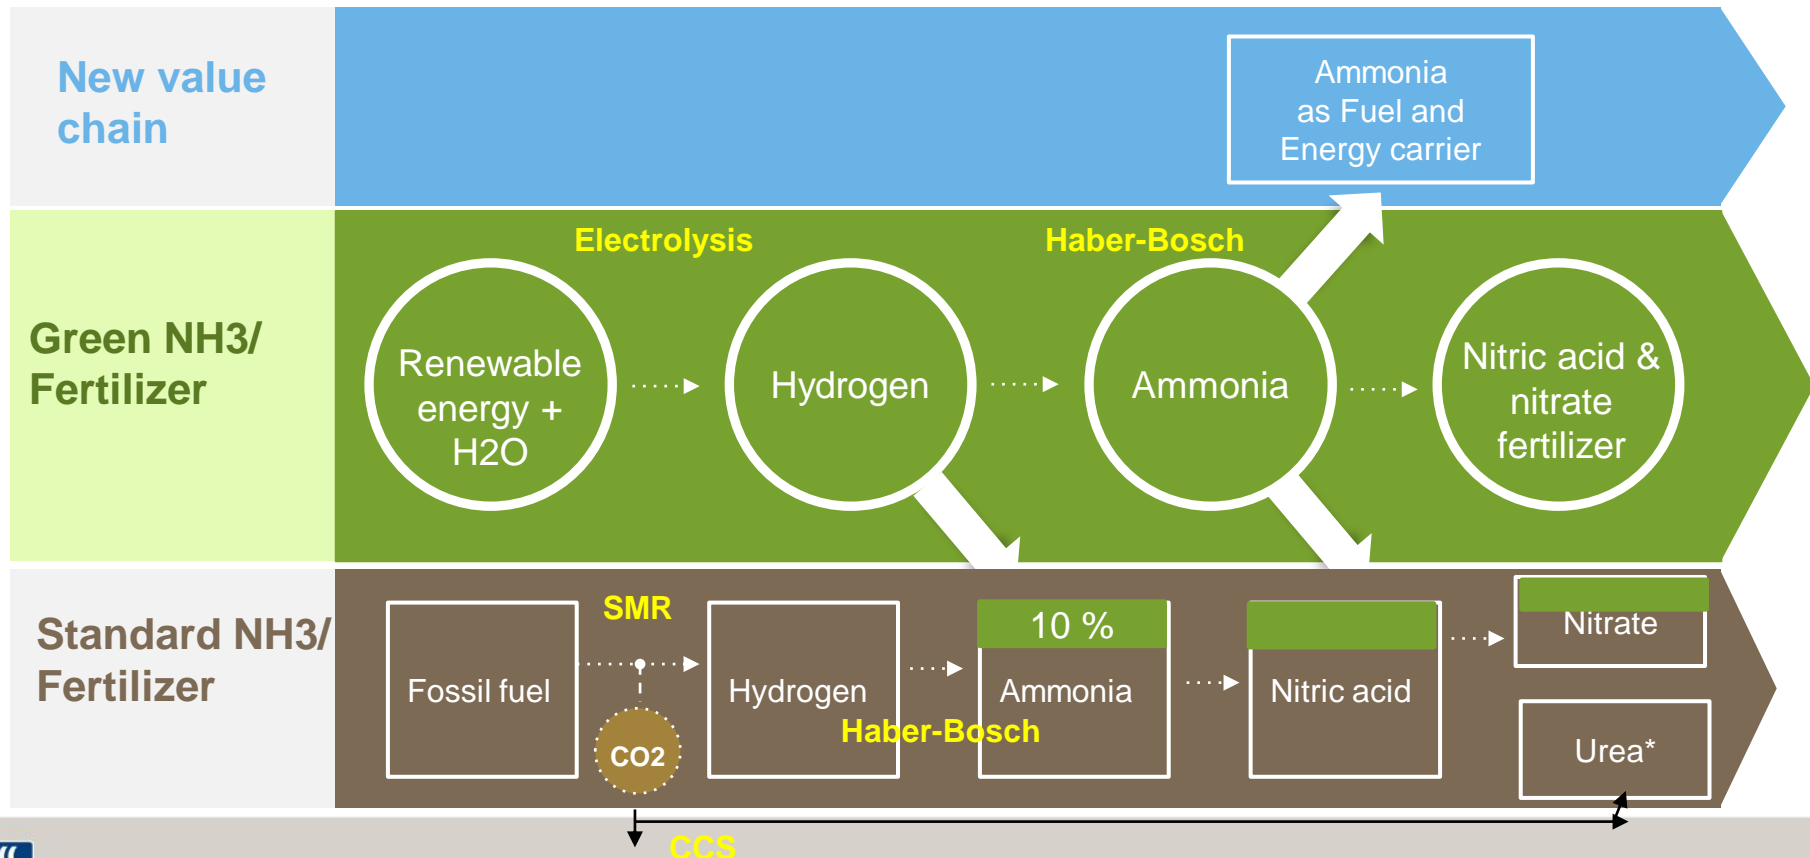 New value
chain
Ammonia
as Fuel and
Energy carrier
Green NH3/
Fertilizer
Electrolysis
Haber-Bosch
Renewable
energy +
H2O
Hydrogen
Ammonia
Nitric acid &
nitrate
fertilizer
Standard NH3/
Fertilizer
SMR
Fossil fuel
CO2
Hydrogen
Haber-Bosch
10 %
Ammonia
Nitric acid
Nitrate
Urea*
CCS